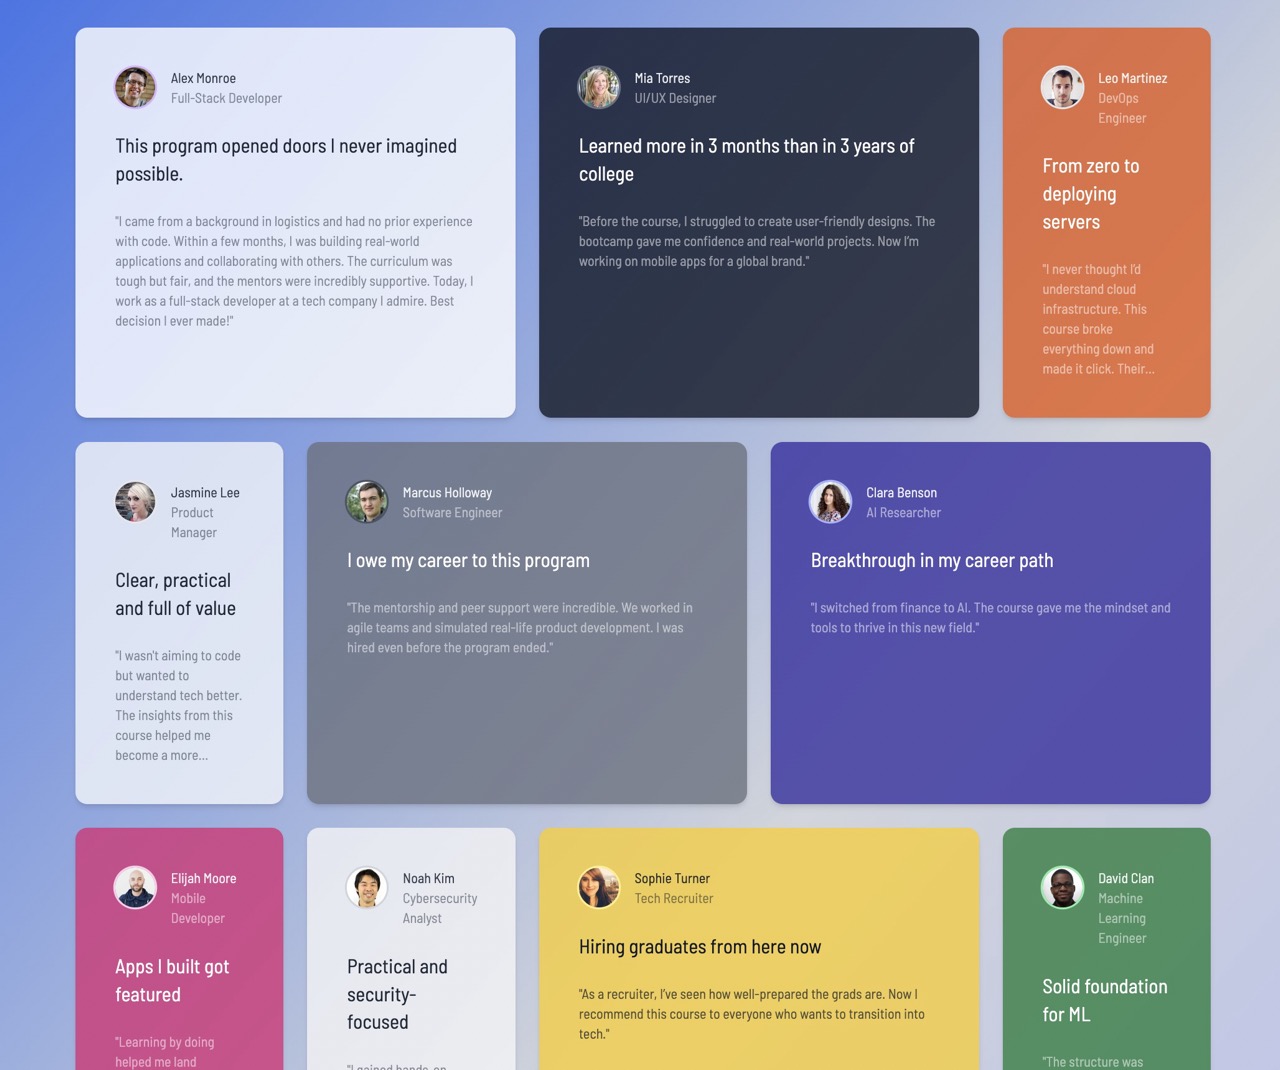 Alex Monroe
Full-Stack Developer
This program opened doors I never imagined
possible.
"I came from a background in logistics and had no prior experience
with code. Within a few months, I was building real-world
applications and collaborating with others. The curriculum was
tough but fair, and the mentors were incredibly supportive. Today, I
work as a full-stack developer at a tech company I admire. Best
decision I ever made!"
Mia Torres
UI/UX Designer
Learned more in 3 months than in 3 years of
college
"Before the course, I struggled to create user-friendly designs. The
bootcamp gave me confidence and real-world projects. Now I'm
working on mobile apps for a global brand."
Leo Martinez
DevOps
Engineer
From zero to
deploying
servers
"I never thought I'd
understand cloud
infrastructure. This
course broke
everything down and
made it click. Their...
Jasmine Lee
Product
Manager
Clear, practical
and full of value
"I wasn't aiming to code
but wanted to
understand tech better.
The insights from this
course helped me
become a more...
Marcus Holloway
Software Engineer
I owe my career to this program
"The mentorship and peer support were incredible. We worked in
agile teams and simulated real-life product development. I was
hired even before the program ended."
Clara Benson
AI Researcher
Breakthrough in my career path
"I switched from finance to AI. The course gave me the mindset and
tools to thrive in this new field."
Elijah Moore
Mobile
Developer
Apps I built got
featured
"Learning by doing
helped me land
Noah Kim
Cybersecurity
Analyst
Practical and
security-
focused
"I gained hands-on
Sophie Turner
Tech Recruiter
Hiring graduates from here now
"As a recruiter, I've seen how well-prepared the grads are. Now I
recommend this course to everyone who wants to transition into
tech."
David Clan
Machine
Learning
Engineer
Solid foundation
for ML
"The structure was